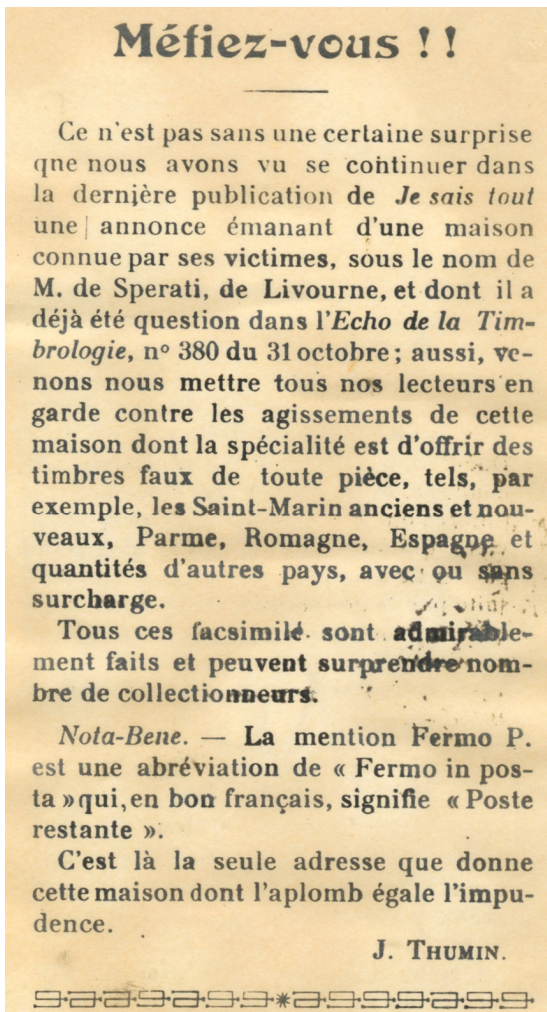 Méfiez-vous ! !
Ce n'est pas sans une certaine surprise
qne nous avons vu se continuer dans
la dernière publication de Je sais tout
une annonce émanant d'une maison
connue par ses victimes, sous le nom de
M. de Sperati, de Livourne, et dont il a
déjà été question dans l'Echo de la Tim-
brologie, nº 380 du 31 octobre ; aussi, ve-
nons nous mettre tous nos lecteurs en
garde contre les agissements de cette
maison dont la spécialité est d'offrir des
timbres faux de toute pièce, tels, par
exemple, les Saint-Marin anciens et nou-
veaux, Parme, Romagne, Espagne et
quantités d'autres pays, avec ou sans
surcharge.
Tous ces facsimilé sont admirable-
ment faits et peuvent surprendre nom-
bre de collectionneurs.
Nota-Bene. — La mention Fermo P.
est une abréviation de « Fermo in pos-
ta » qui, en bon français, signifie « Poste
restante ».
C'est là la seule adresse que donne
cette maison dont l'aplomb égale l'impu-
dence.
J. THUMIN.